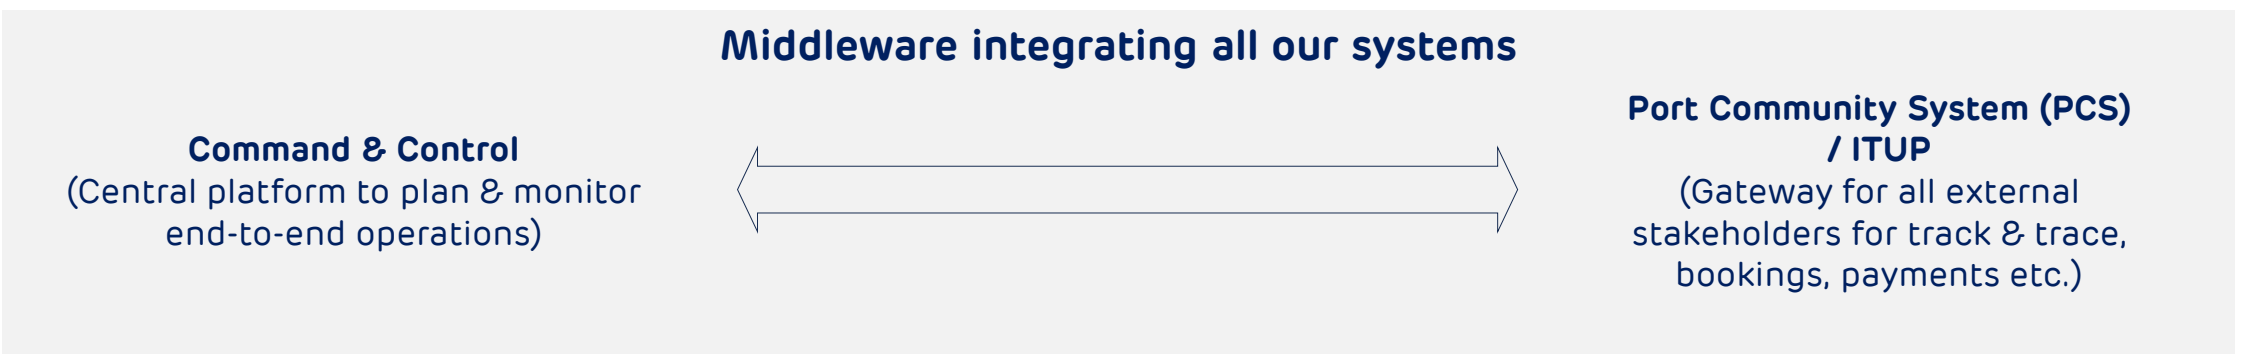 Middleware integrating all our systems
Command & Control
(Central platform to plan & monitor
end-to-end operations)
Port Community System (PCS)
/ ITUP
(Gateway for all external
stakeholders for track & trace,
bookings, payments etc.)